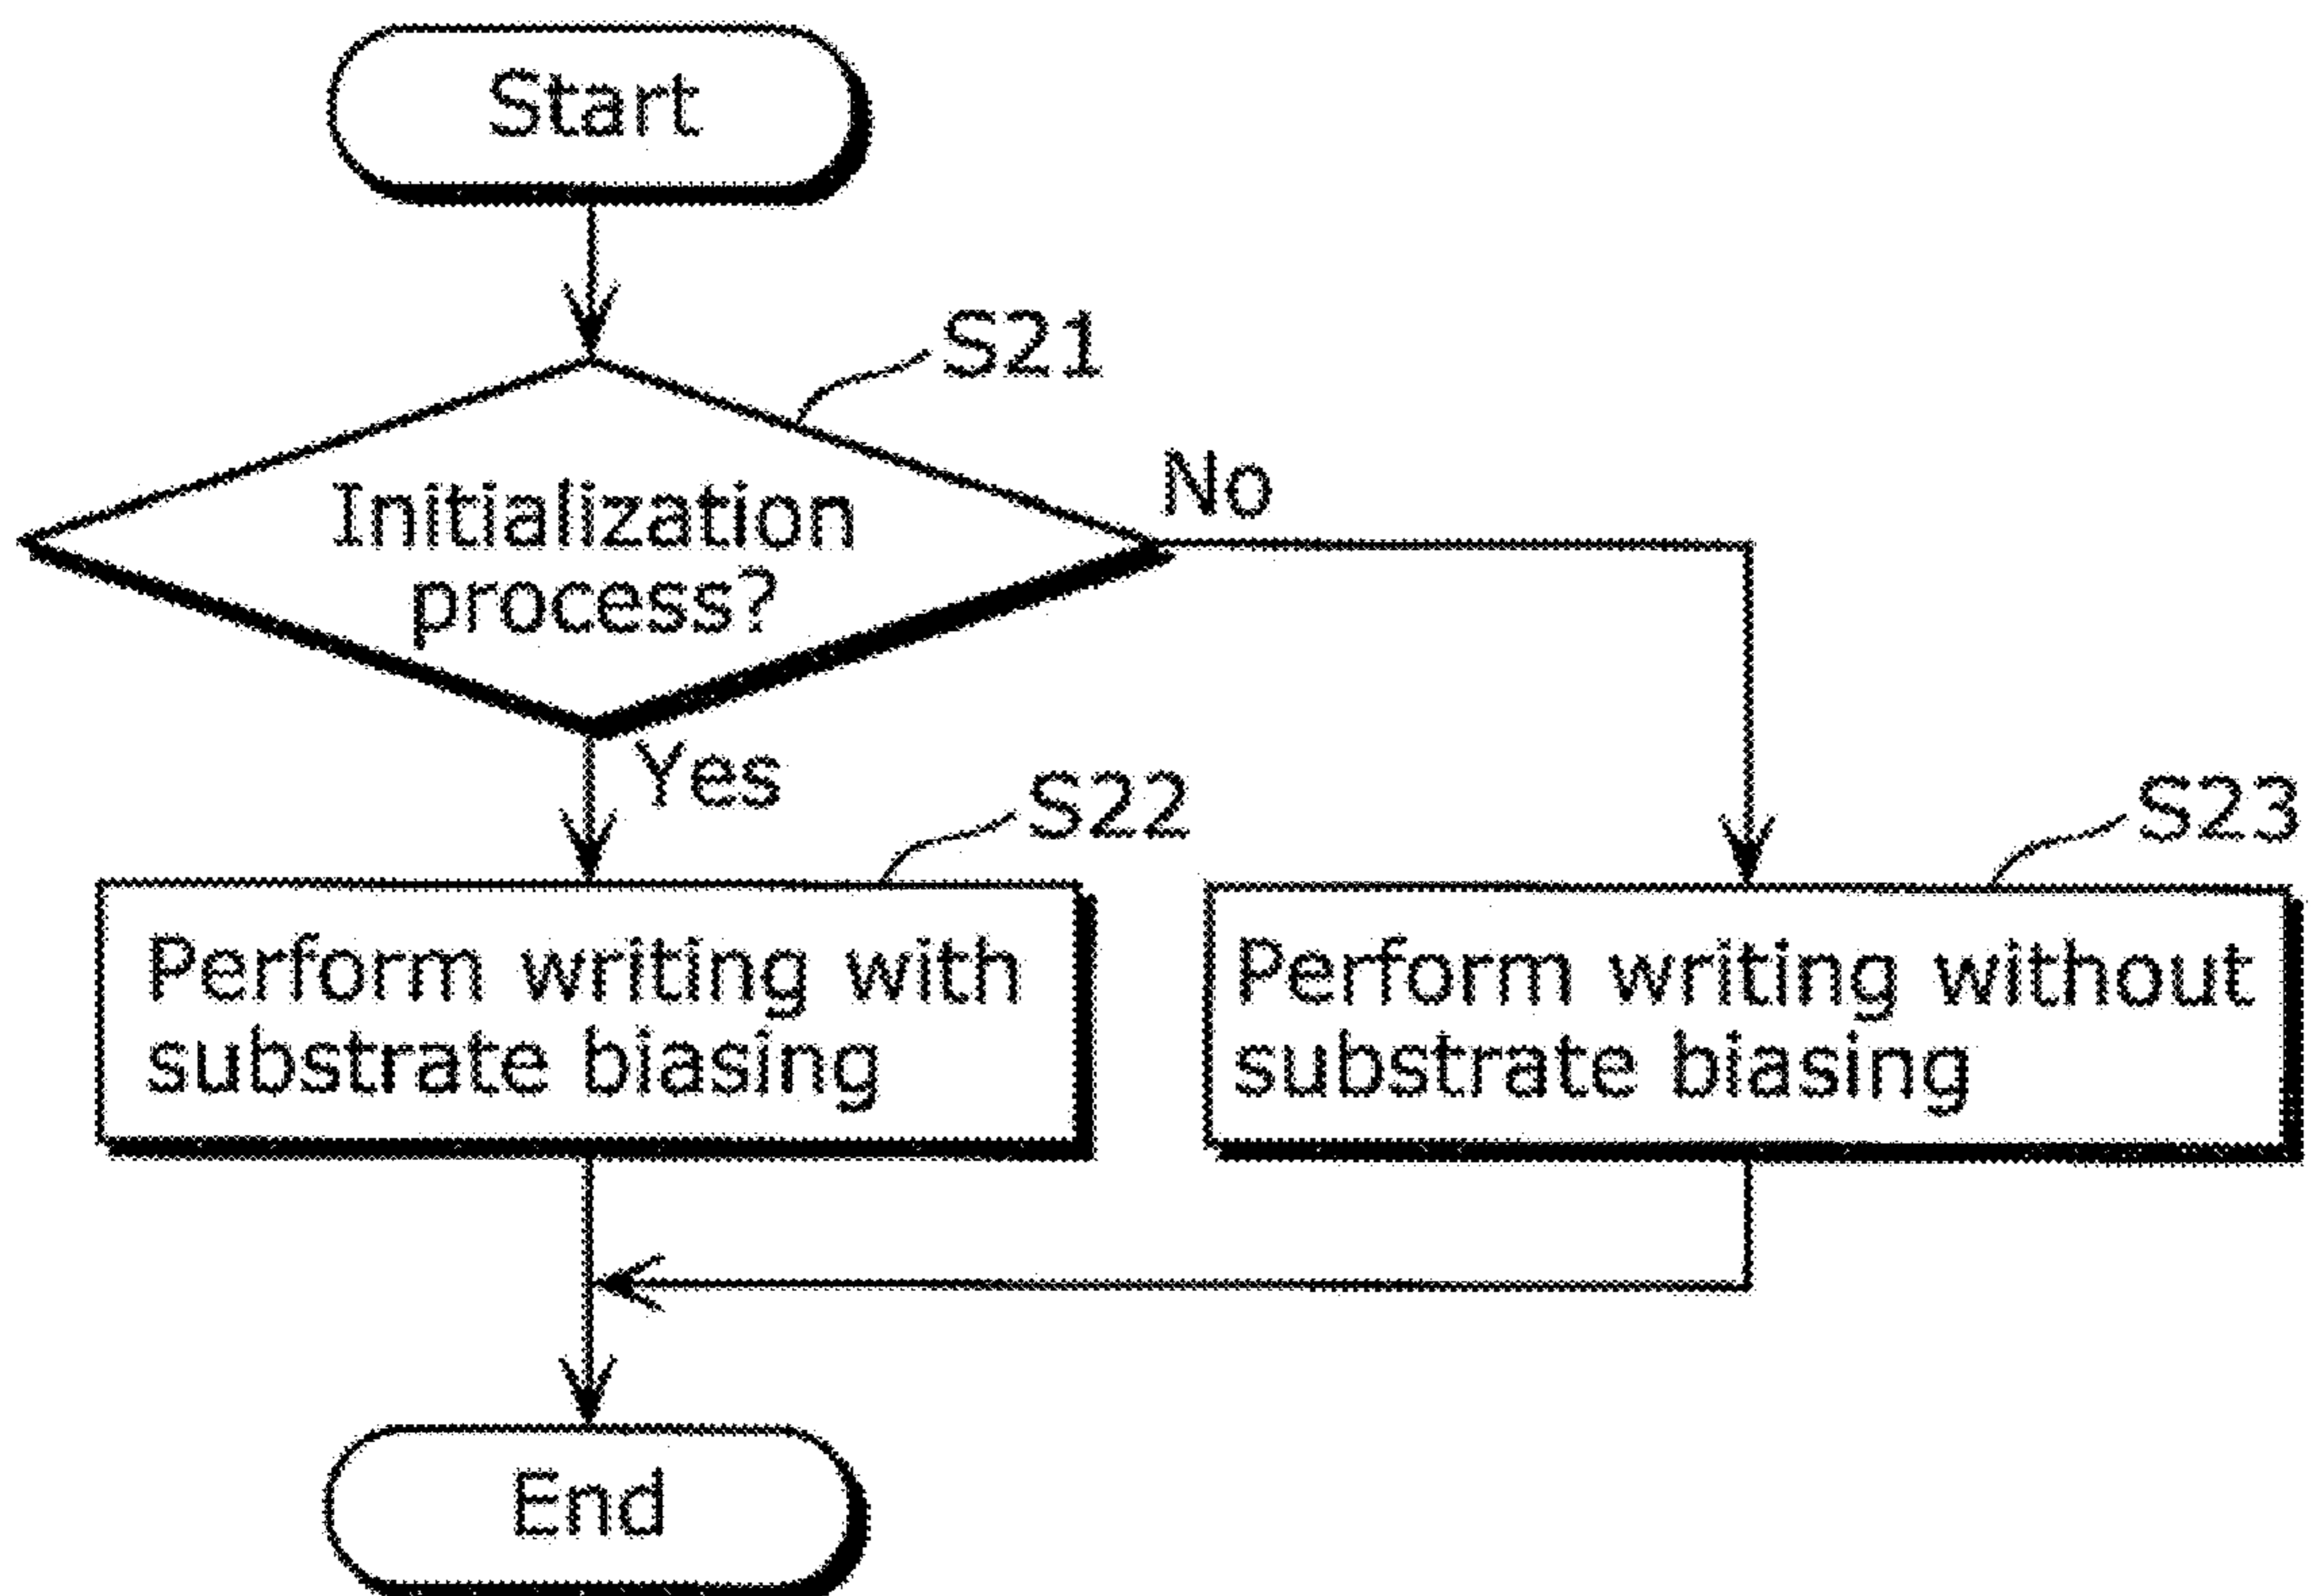 Start
S21
No
Initialization
process?
Yes
S22
S23
Perform writing with
substrate biasing
Perform writing without
substrate biasing
End